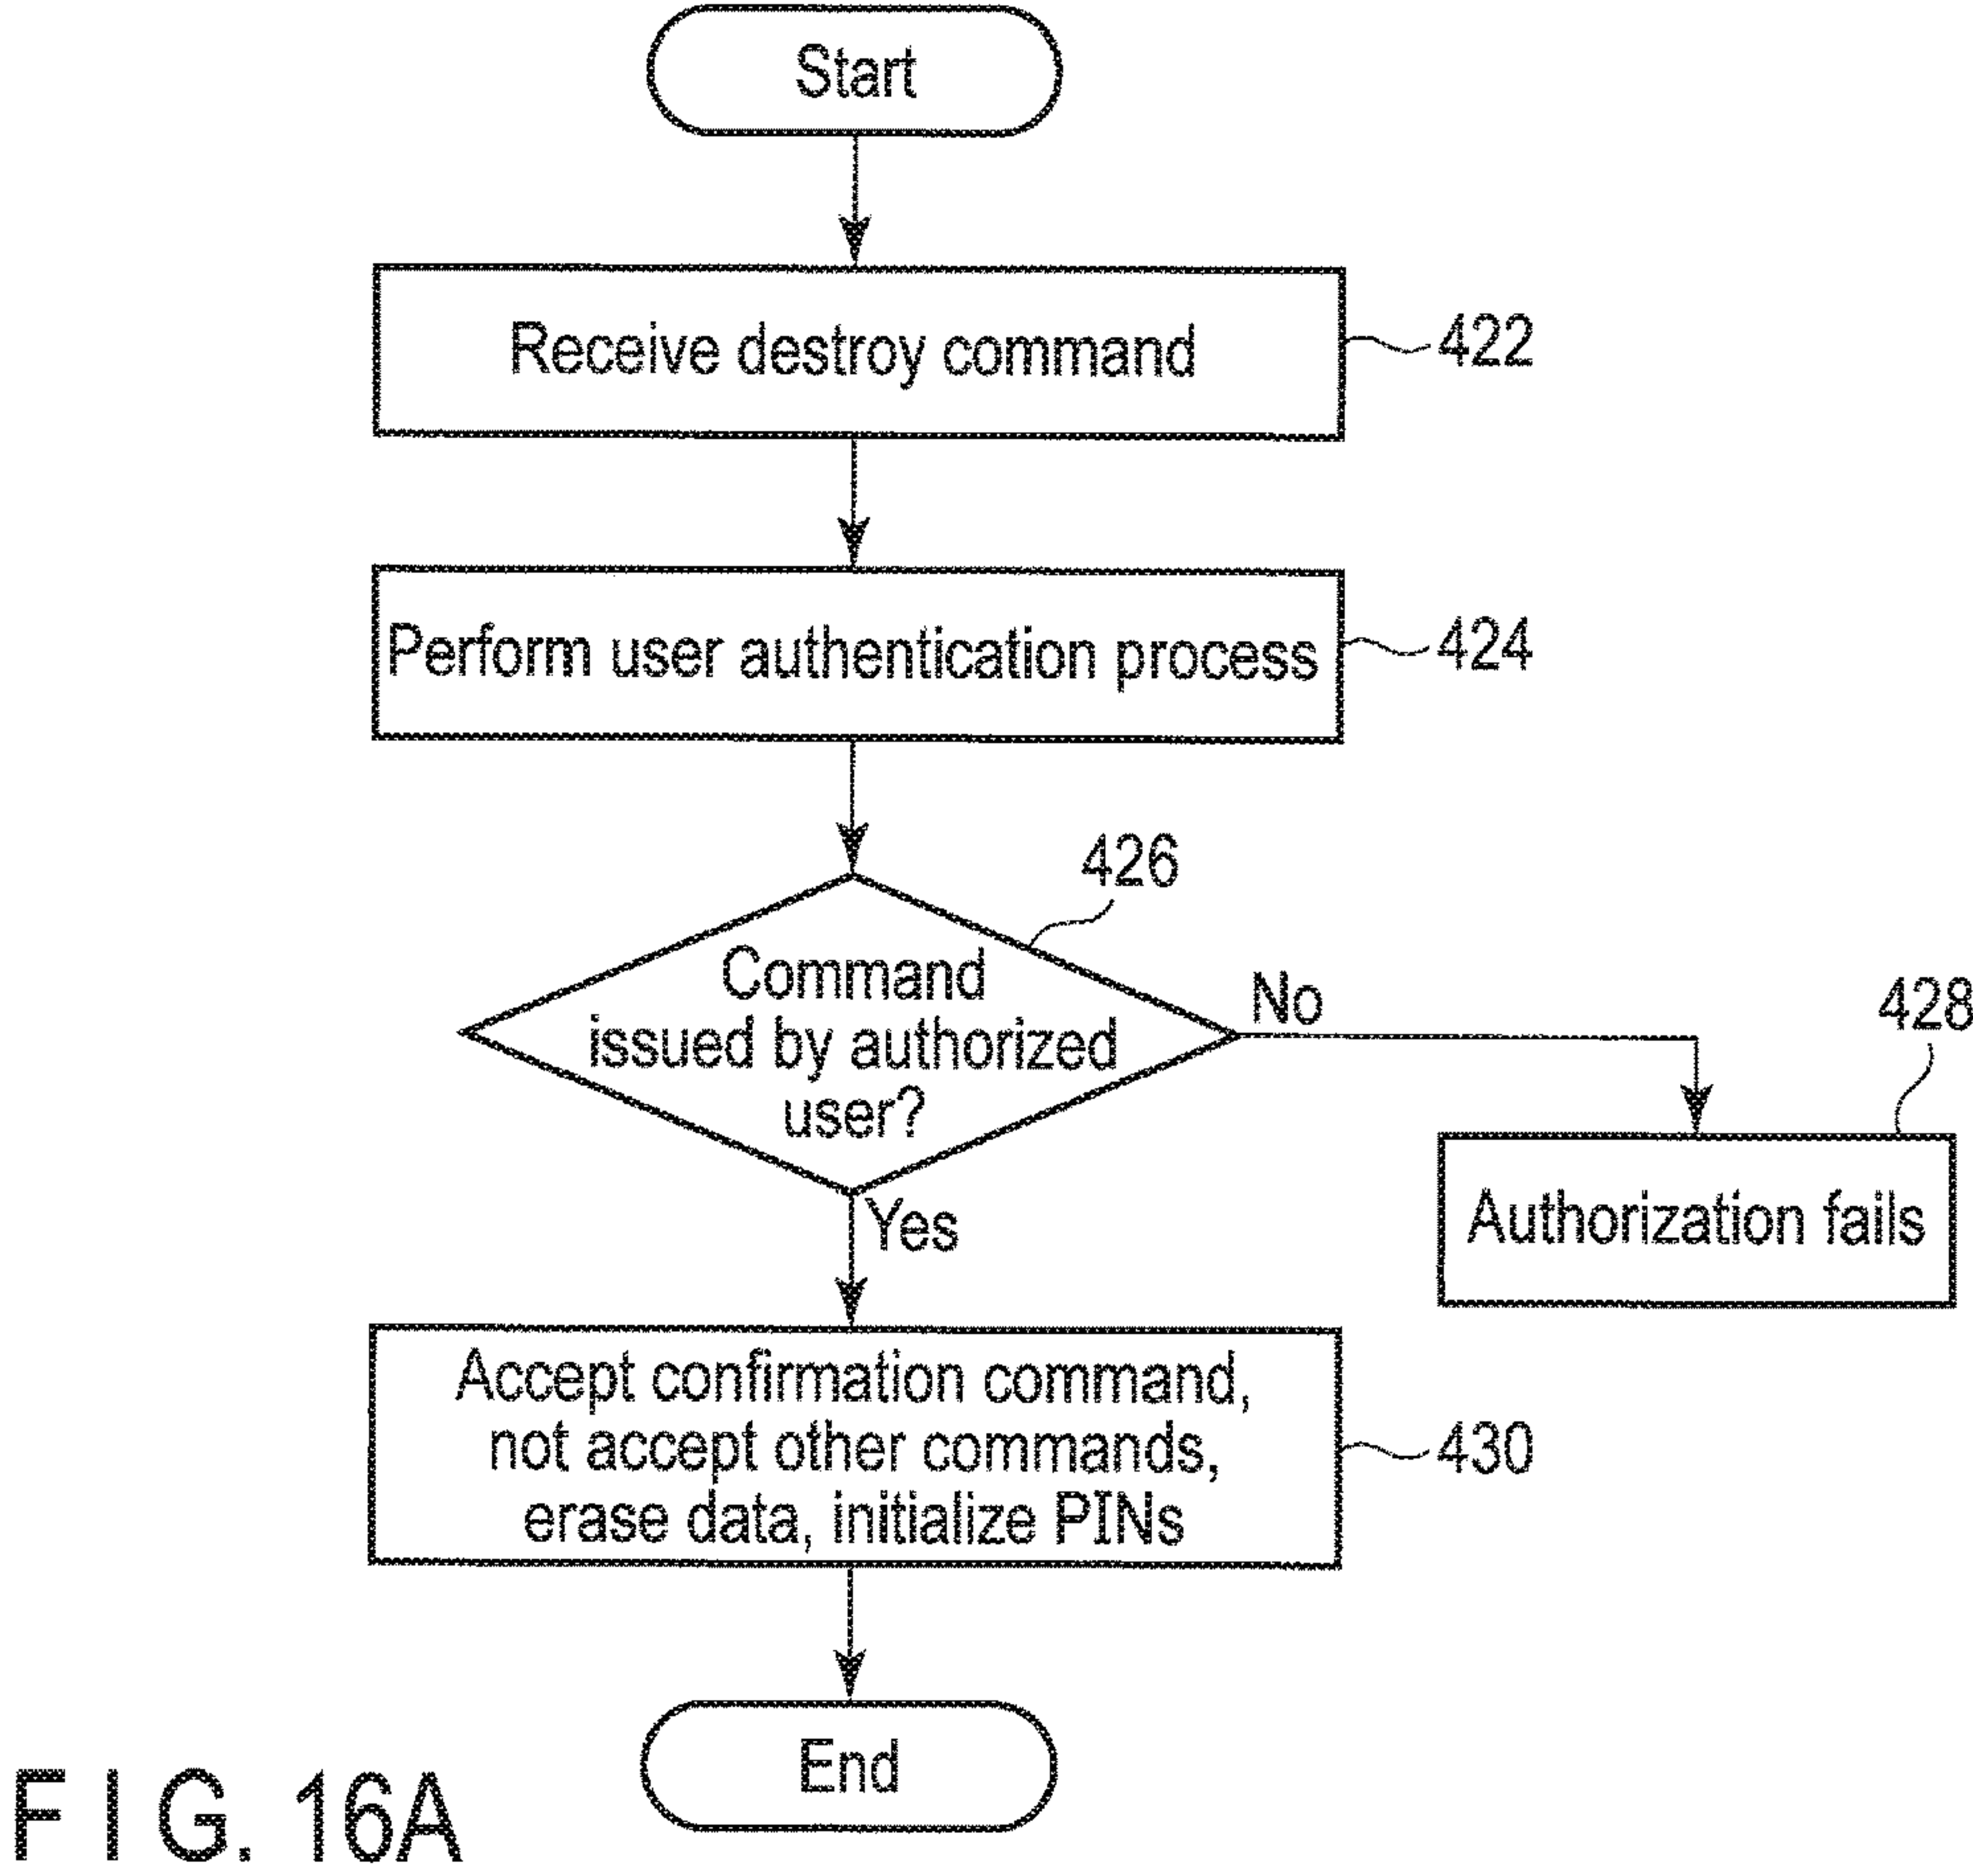 Start
Receive destroy command
422
Perform user authentication process
424
426
Command
issued by authorized
user?
No
428
Authorization fails
Yes
Accept confirmation command,
not accept other commands,
erase data, initialize PINs
430
End
FIG. 16A